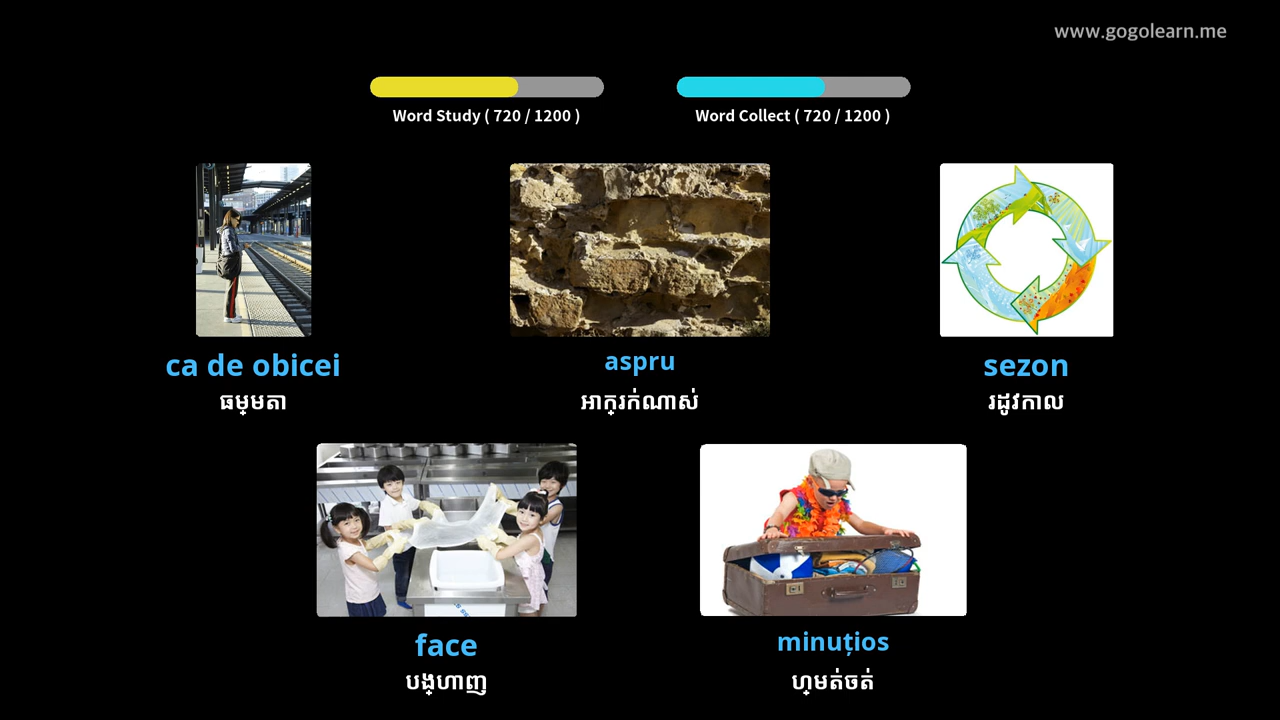 www.gogolearn.me
Word Study ( 720 / 1200 )
Word Collect ( 720 / 1200 )
ca de obicei
ធម្មតា
aspru
អាក្រក់ណាស់
sezon
រដូវកាល
face
បង្ហាញ
minuțios
ហ្មត់ចត់